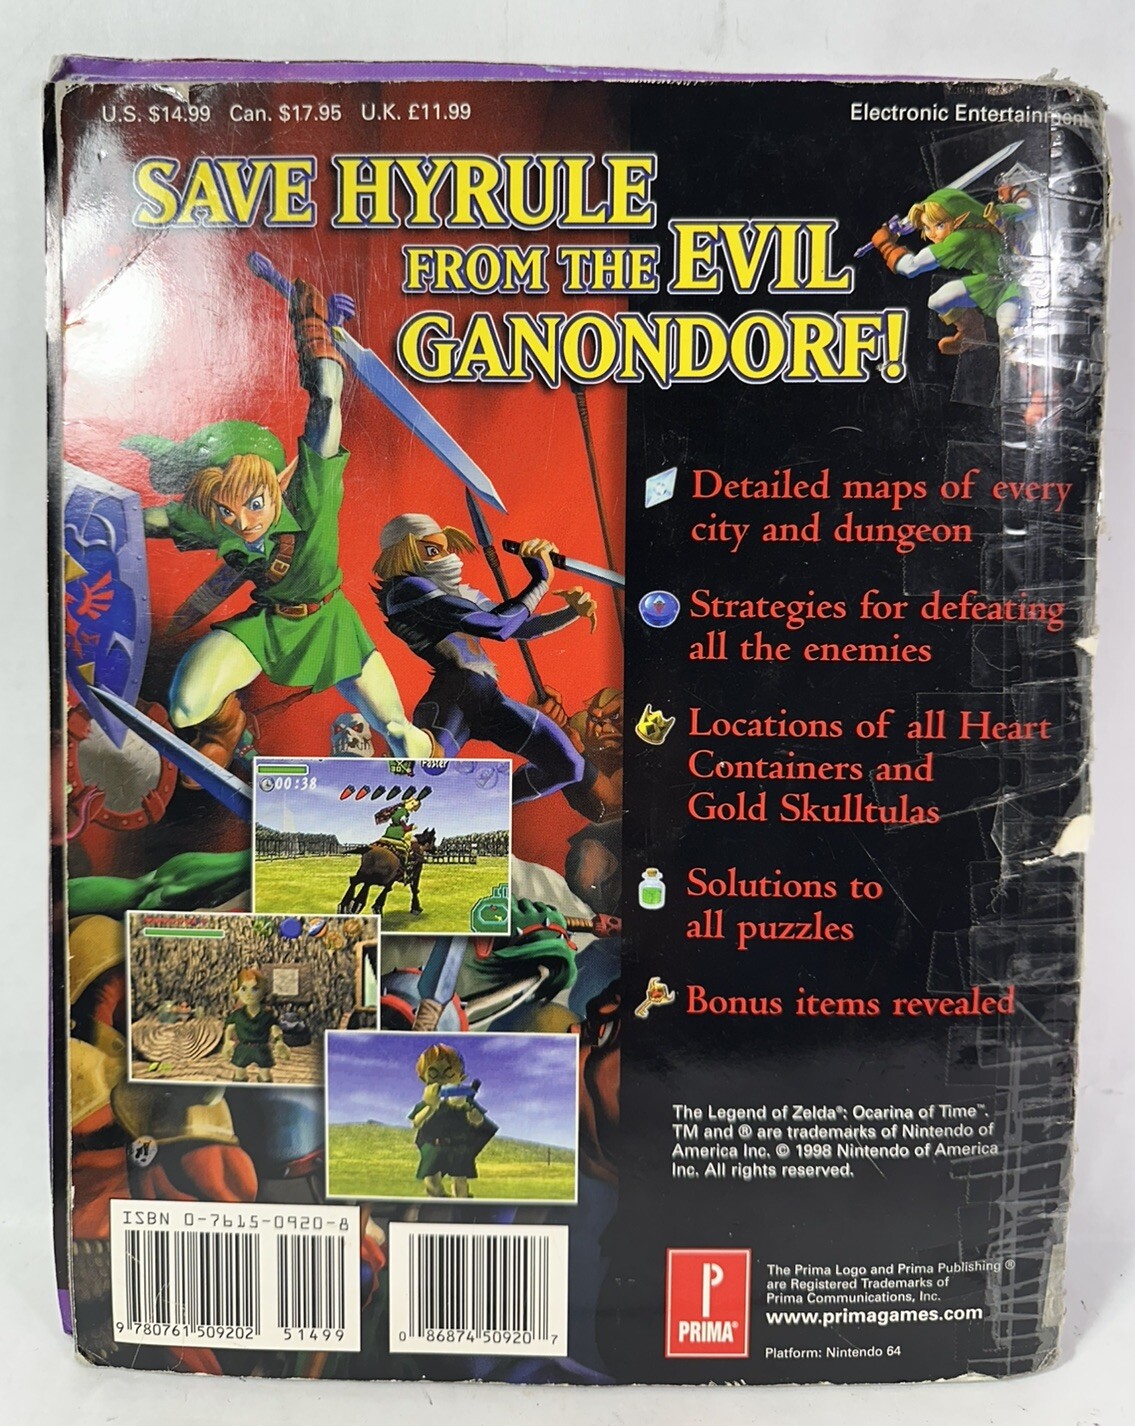 U.S. $14.99 Can. $17.95 U.K. £11.99
Electronic Entertainment
SAVE HYRULE
FROM THE EVIL
GANONDORF!
Detailed maps of every
city and dungeon
Strategies for defeating
all the enemies
Locations of all Heart
Containers and
Gold Skulltulas
Solutions to
all puzzles
Bonus items revealed
Faster
00:38
The Legend of Zelda®: Ocarina of Time™.
TM and ® are trademarks of Nintendo of
America Inc. © 1998 Nintendo of America
Inc. All rights reserved.
ISBN 0-7615-0920-8
9 780761 509202
51499
0 86874 50920 7
PRIMA®
The Prima Logo and Prima Publishing ®
are Registered Trademarks of
Prima Communications, Inc.
www.primagames.com
Platform: Nintendo 64